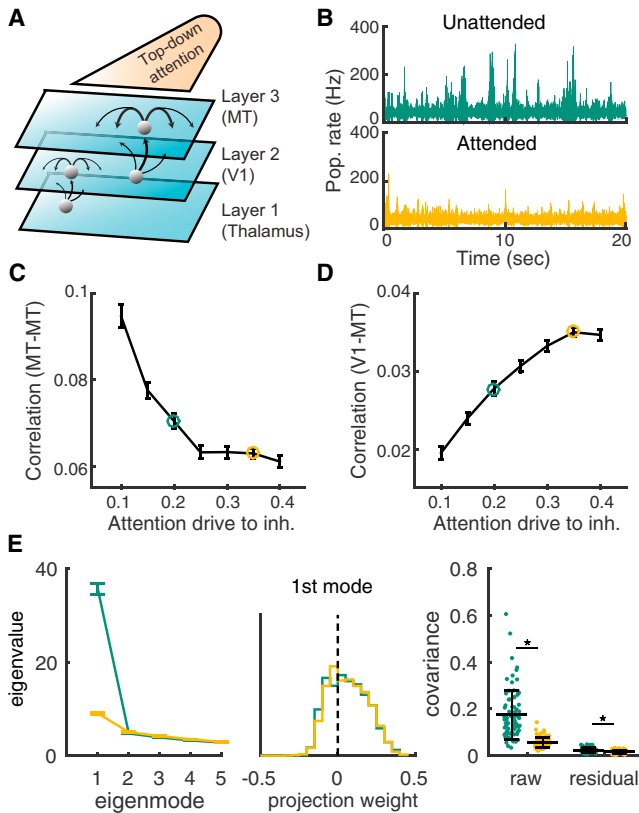 A
Top-down
attention
Layer 3
(MT)
Layer 2
(V1)
Layer 1
(Thalamus)
B
Unattended
400
200
0
Attended
400
200
0
Pop. rate (Hz)
0
10
20
Time (sec)
C
0.1
0.08
0.06
Correlation (MT-MT)
0.1
0.2
0.3
0.4
Attention drive to inh.
D
0.04
0.03
0.02
Correlation (V1-MT)
0.1
0.2
0.3
0.4
Attention drive to inh.
E
40
20
0
eigenvalue
1
2
3
4
5
eigenmode
1st mode
-0.5
0
0.5
projection weight
0.8
0.6
0.4
0.2
0
covariance
*
*
raw
residual